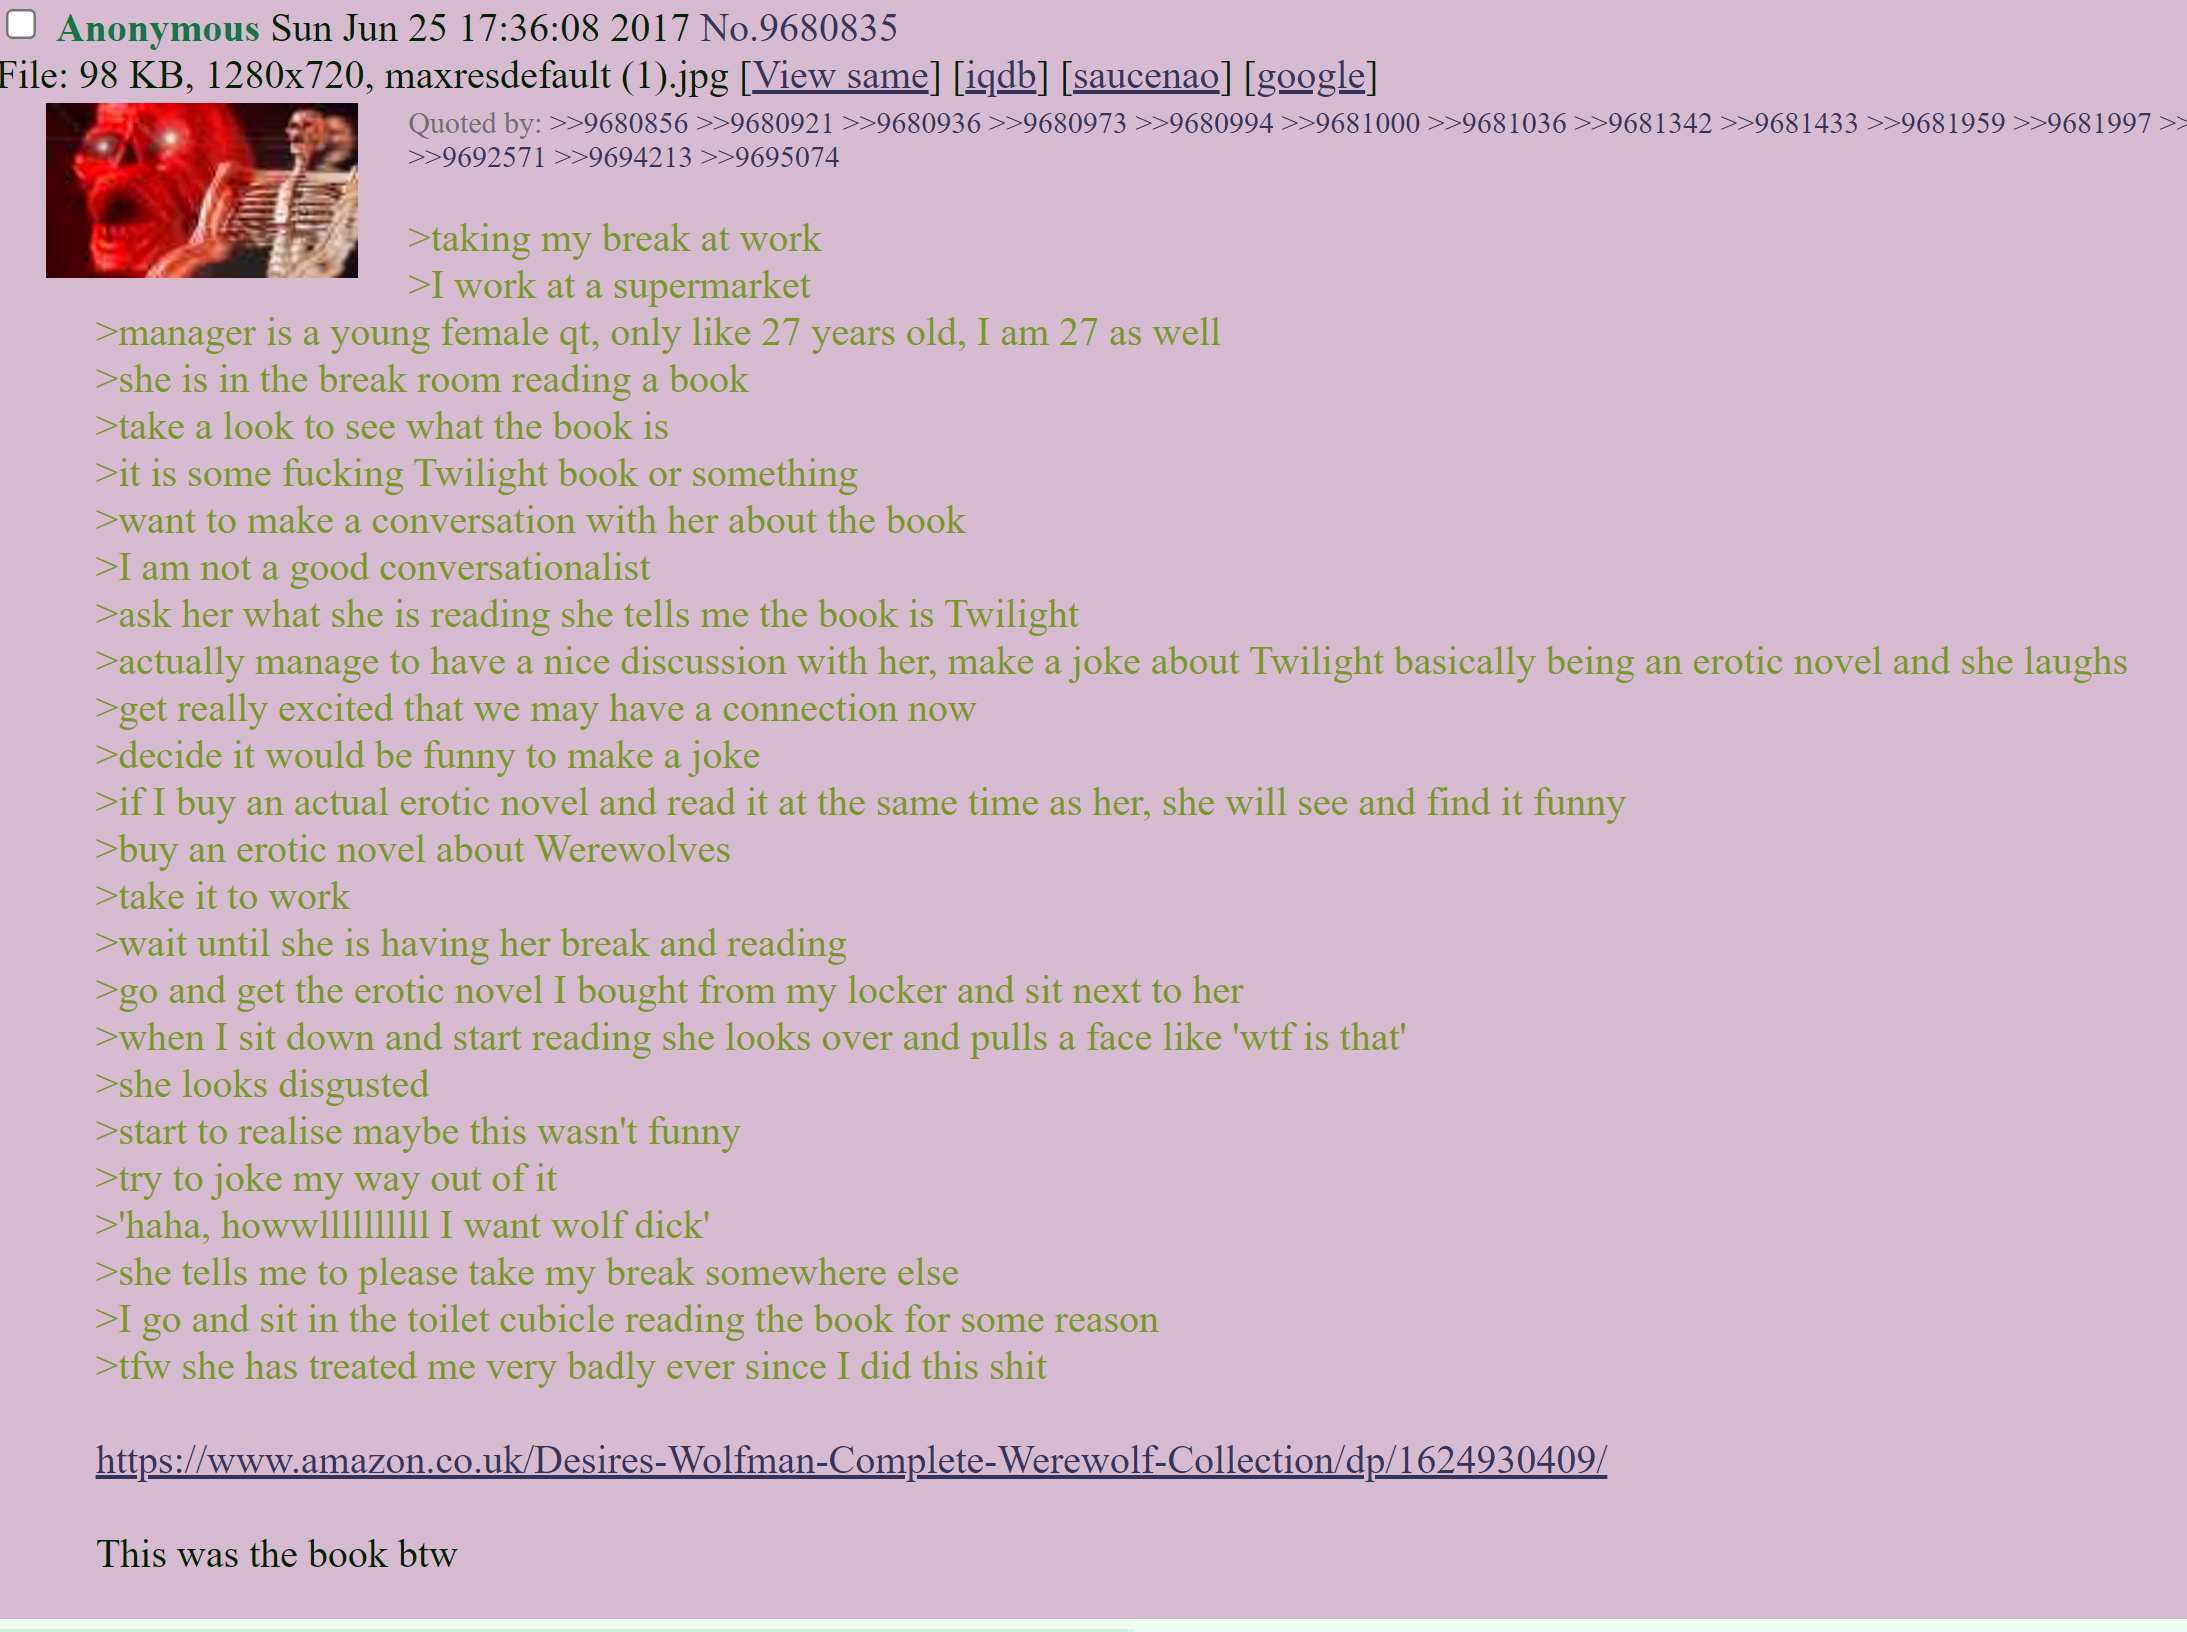 Anonymous Sun Jun 25 17:36:08 2017 No.9680835
File: 98 KB, 1280x720, maxresdefault (1).jpg [View same] [iqdb] [saucenao] [google]
Quoted by: >>9680856 >>9680921 >>9680936 >>9680973 >>9680994 >>9681000 >>9681036 >>9681342 >>9681433 >>9681959 >>9681997 >>
>>9692571 >>9694213 >>9695074
>taking my break at work
>I work at a supermarket
>manager is a young female qt, only like 27 years old, I am 27 as well
>she is in the break room reading a book
>take a look to see what the book is
>it is some fucking Twilight book or something
>want to make a conversation with her about the book
>I am not a good conversationalist
>ask her what she is reading she tells me the book is Twilight
>actually manage to have a nice discussion with her, make a joke about Twilight basically being an erotic novel and she laughs
>get really excited that we may have a connection now
>decide it would be funny to make a joke
>if I buy an actual erotic novel and read it at the same time as her, she will see and find it funny
>buy an erotic novel about Werewolves
>take it to work
>wait until she is having her break and reading
>go and get the erotic novel I bought from my locker and sit next to her
>when I sit down and start reading she looks over and pulls a face like 'wtf is that'
>she looks disgusted
>start to realise maybe this wasn't funny
>try to joke my way out of it
>'haha, howwllllllllll I want wolf dick'
>she tells me to please take my break somewhere else
>I go and sit in the toilet cubicle reading the book for some reason
>tfw she has treated me very badly ever since I did this shit
https://www.amazon.co.uk/Desires-Wolfman-Complete-Werewolf-Collection/dp/1624930409/
This was the book btw